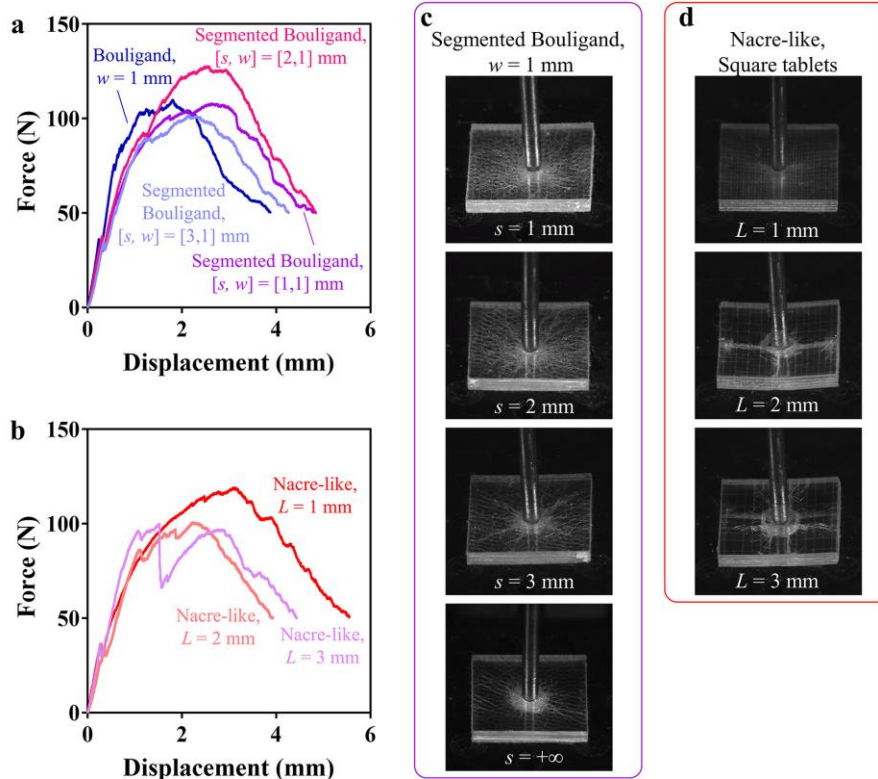 a
150
100
50
0
Force (N)
Bouligand,
w = 1 mm
Segmented Bouligand,
[s, w] = [2,1] mm
Segmented
Bouligand,
[s, w] = [3,1] mm
Segmented Bouligand,
[s, w] = [1,1] mm
0 2 4 6
Displacement (mm)
b
150
100
50
0
Force (N)
Nacre-like,
L = 1 mm
Nacre-like,
L = 2 mm
Nacre-like,
L = 3 mm
0 2 4 6
Displacement (mm)
c
Segmented Bouligand,
w = 1 mm
s = 1 mm
s = 2 mm
s = 3 mm
s = +∞
d
Nacre-like,
Square tablets
L = 1 mm
L = 2 mm
L = 3 mm